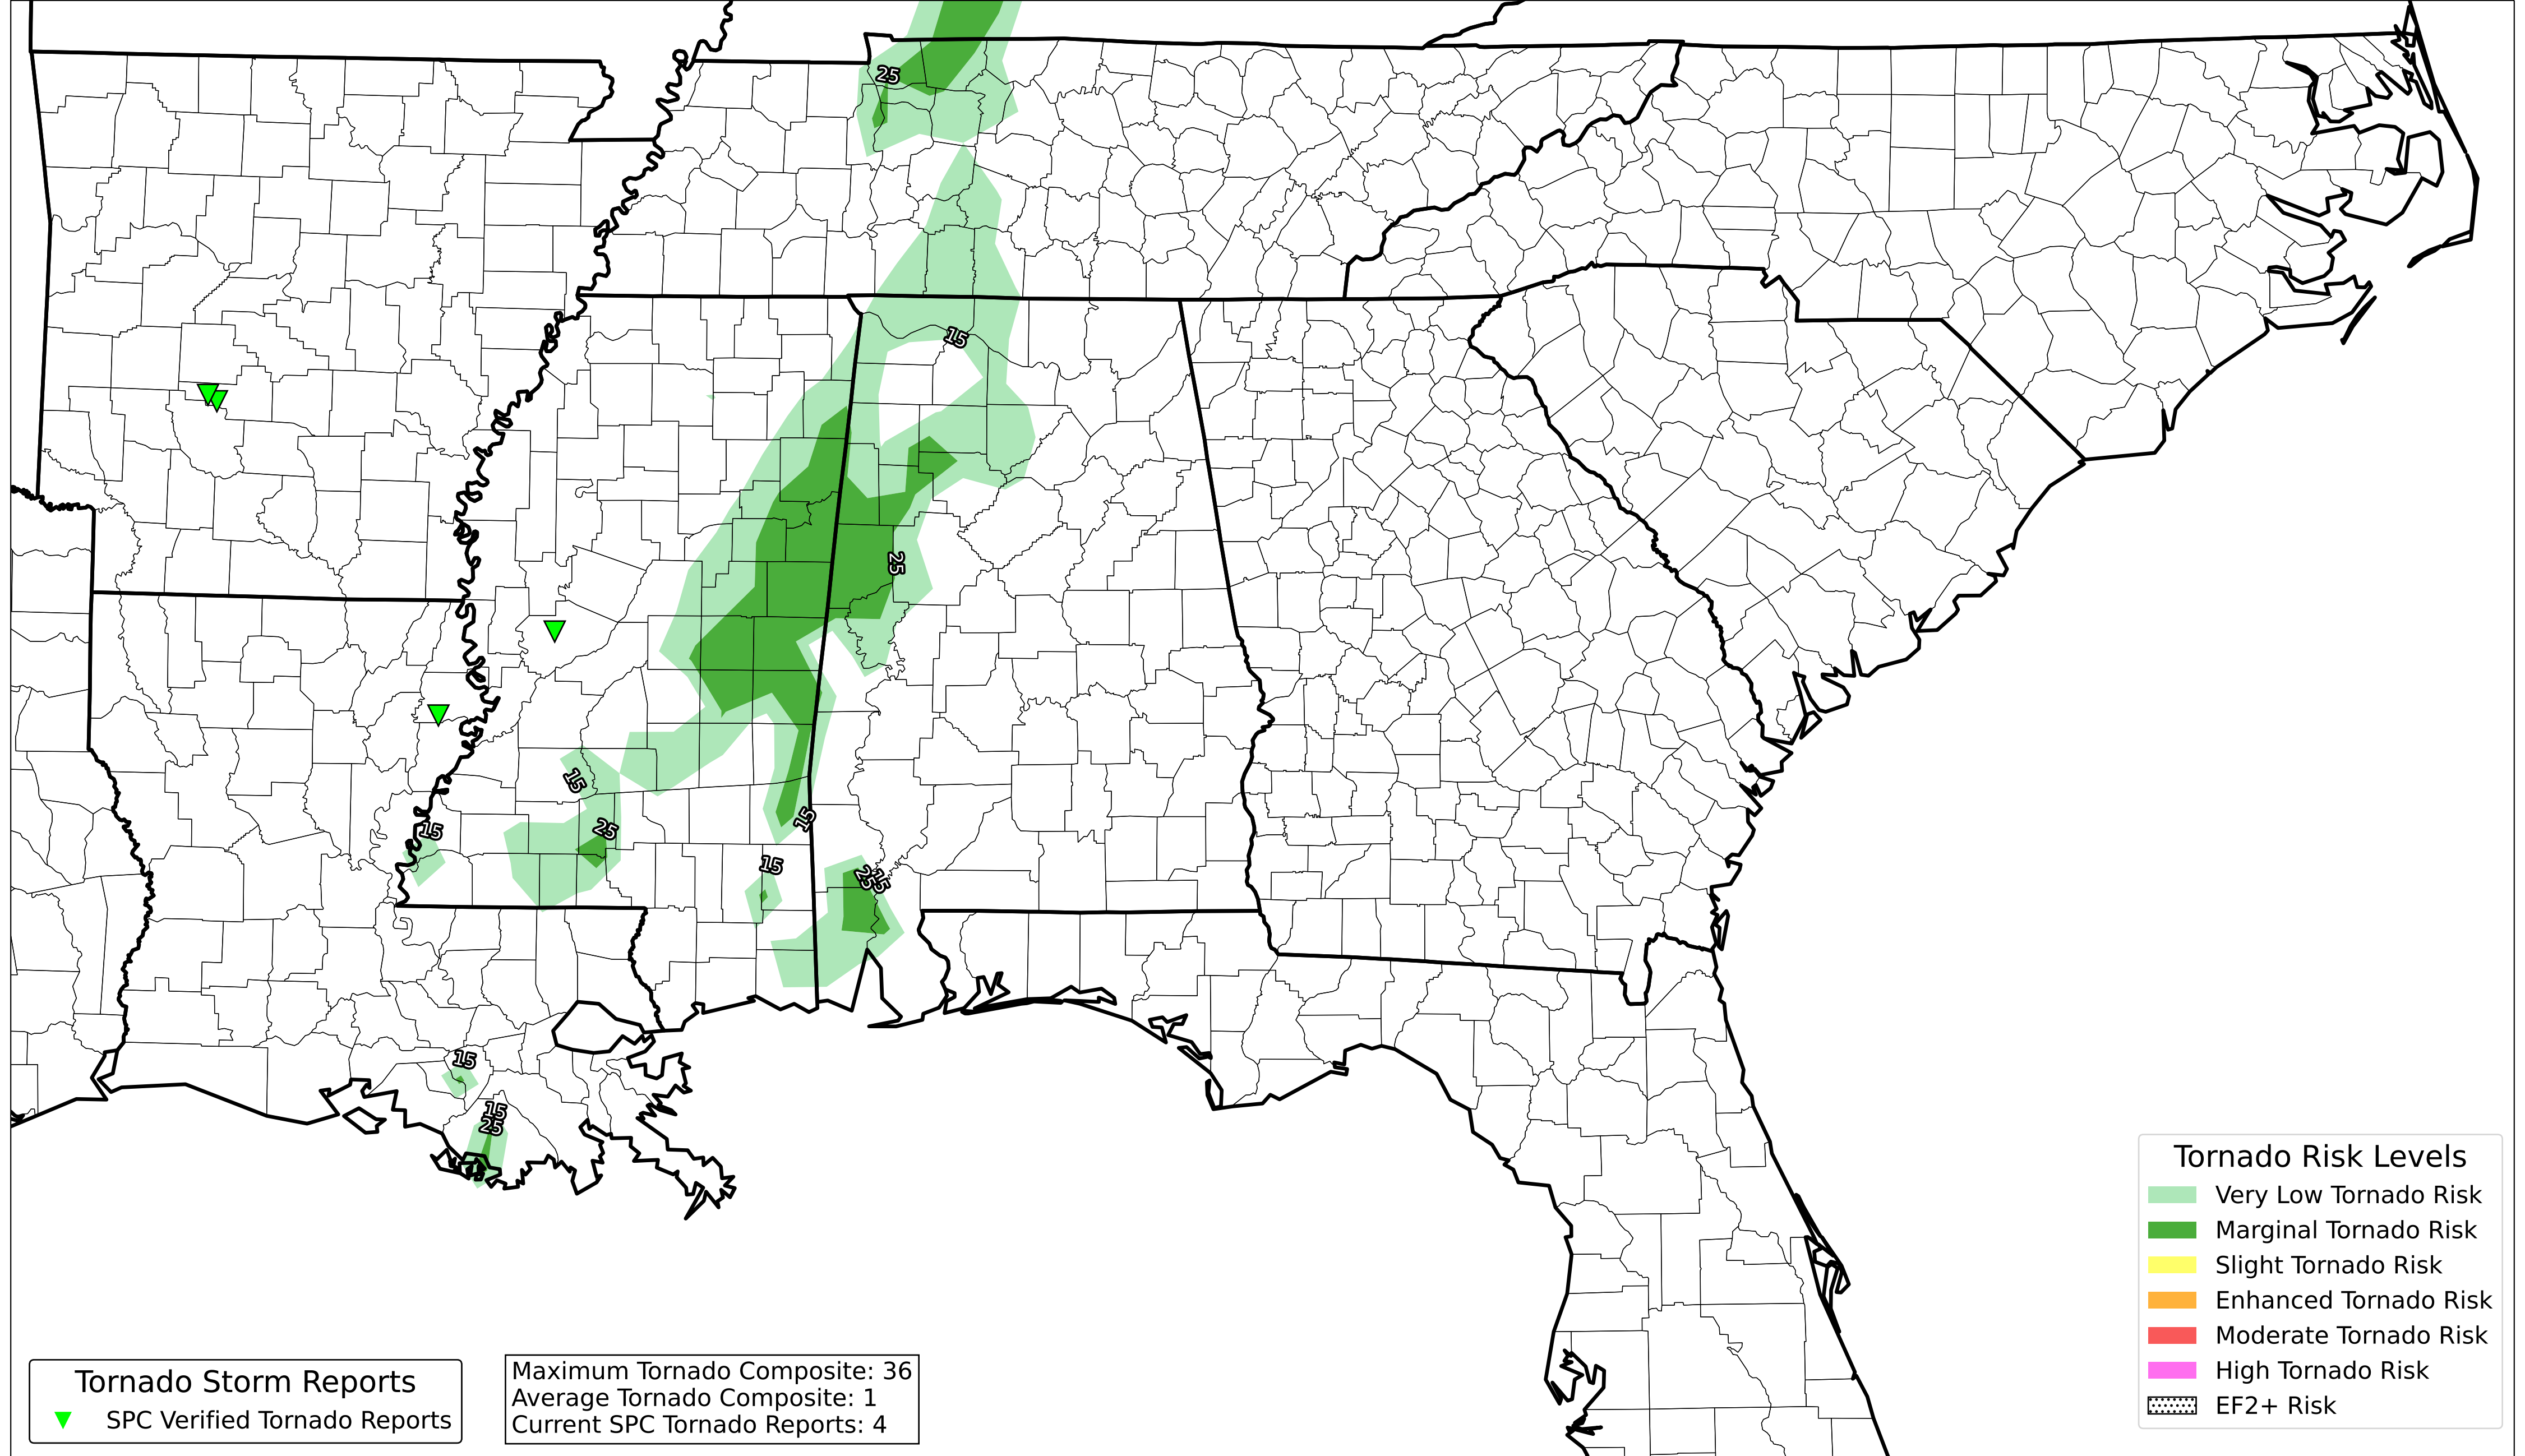 25
15
25
15
25
15
15
15
25
15
15
15
25
Tornado Risk Levels
Very Low Tornado Risk
Marginal Tornado Risk
Slight Tornado Risk
Enhanced Tornado Risk
Moderate Tornado Risk
High Tornado Risk
EF2+ Risk
Tornado Storm Reports
SPC Verified Tornado Reports
Maximum Tornado Composite: 36
Average Tornado Composite: 1
Current SPC Tornado Reports: 4